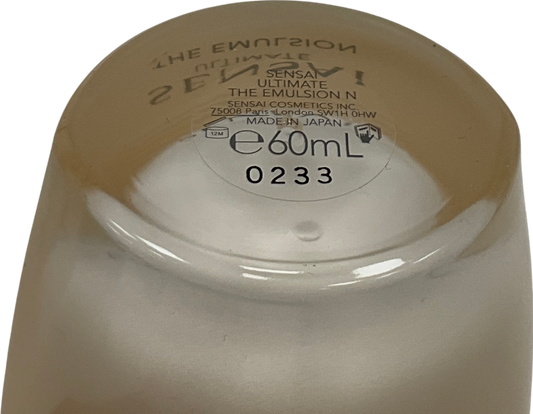 THE EMULSION
ULTIMATE
SENSAI
SENSAI
ULTIMATE
THE EMULSION N
SENSAI COSMETICS INC.
75008 Paris-London SW1H 0HW
MADE IN JAPAN
12M
e60mL
0233